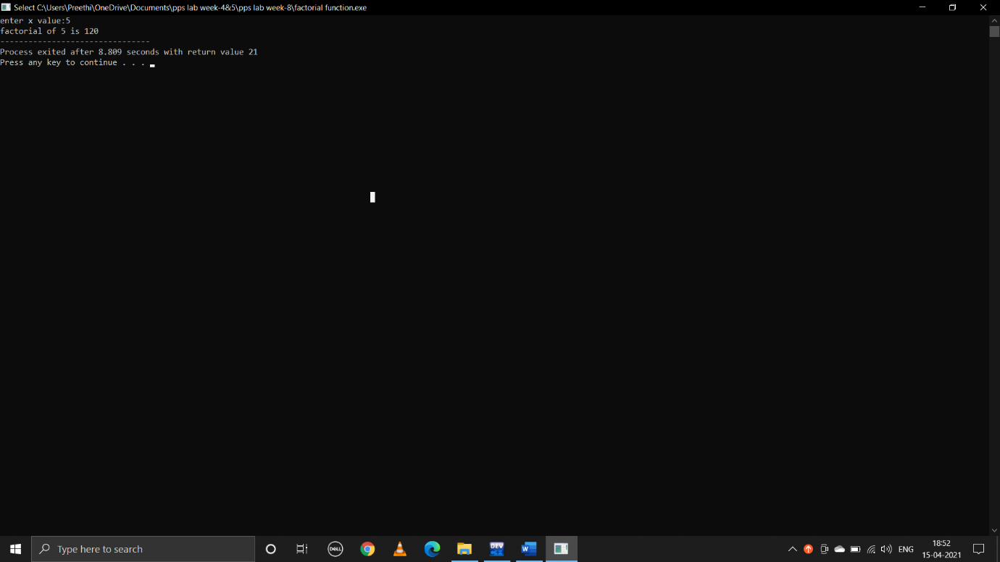 Select C:\Users\Preethi\OneDrive\Documents\pps lab week-4&5\pps lab week-8\factorial function.exe
enter x value:5
factorial of 5 is 120
--------------------------------
Process exited after 8.809 seconds with return value 21
Press any key to continue . . .
Type here to search
DELL
DEV
W
ENG
18:52
15-04-2021